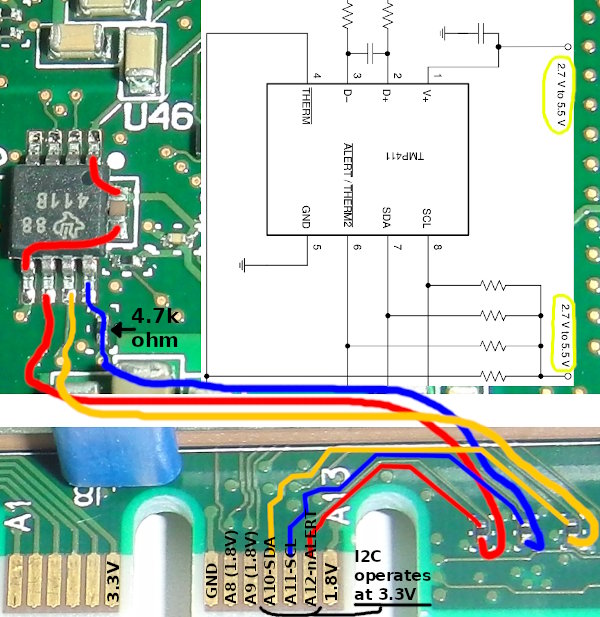 U46
88
411B
4.7k
ohm
4
3
2
1
THERM
D−
D+
V+
2.7 V to 5.5 V
TMP411
ALERT / THERM2
GND
SDA
SCL
5
6
7
8
2.7 V to 5.5 V
A1
A13
3.3V
GND
A8 (1.8V)
A9 (1.8V)
A10-SDA
A11-SCL
A12-nALERT
1.8V
I2C
operates
at 3.3V